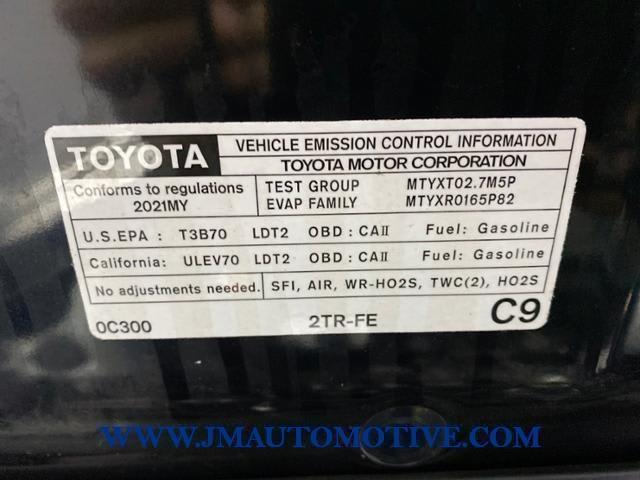 TOYOTA
VEHICLE EMISSION CONTROL INFORMATION
TOYOTA MOTOR CORPORATION
Conforms to regulations
2021MY
TEST GROUP MTYXT02.7M5P
EVAP FAMILY MTYXR0165P82
U.S.EPA : T3B70 LDT2 OBD : CAII Fuel: Gasoline
California: ULEV70 LDT2 OBD : CAII Fuel: Gasoline
No adjustments needed. SFI, AIR, WR-HO2S, TWC(2), HO2S
0C300 2TR-FE C9
WWW.JMAUTOMOTIVE.COM